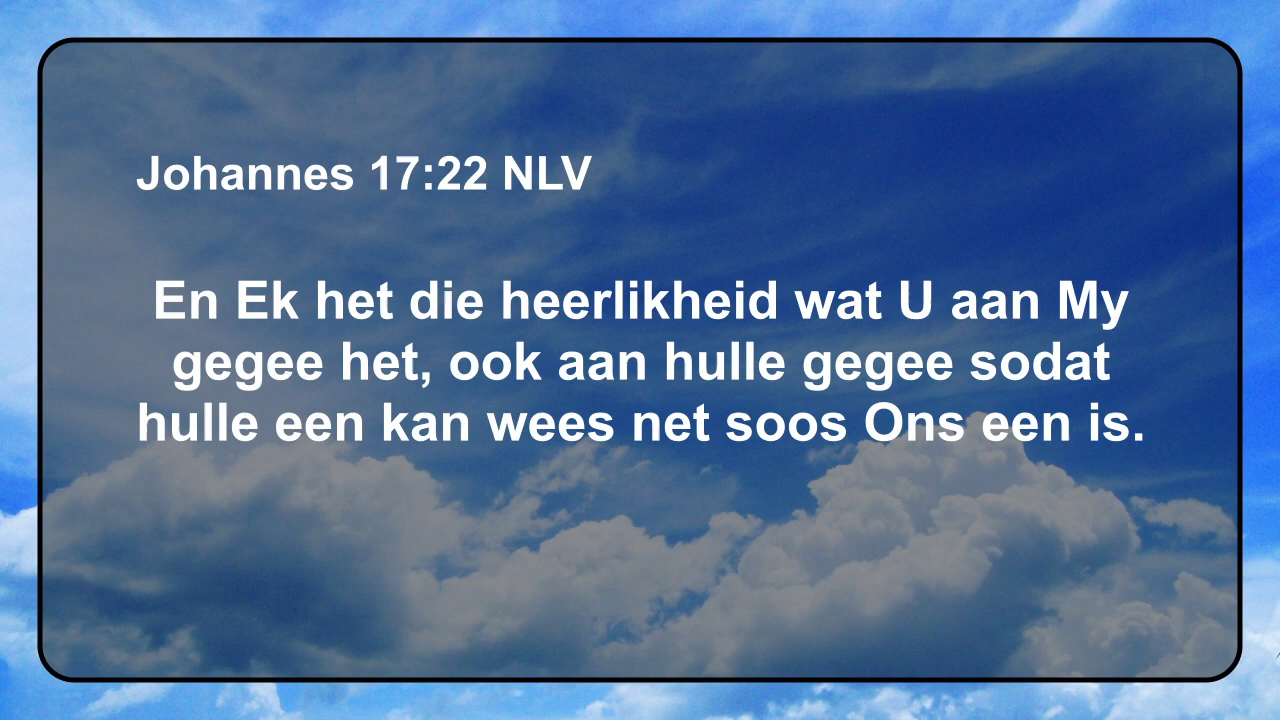 Johannes 17:22 NLV
En Ek het die heerlikheid wat U aan My
gegee het, ook aan hulle gegee sodat
hulle een kan wees net soos Ons een is.